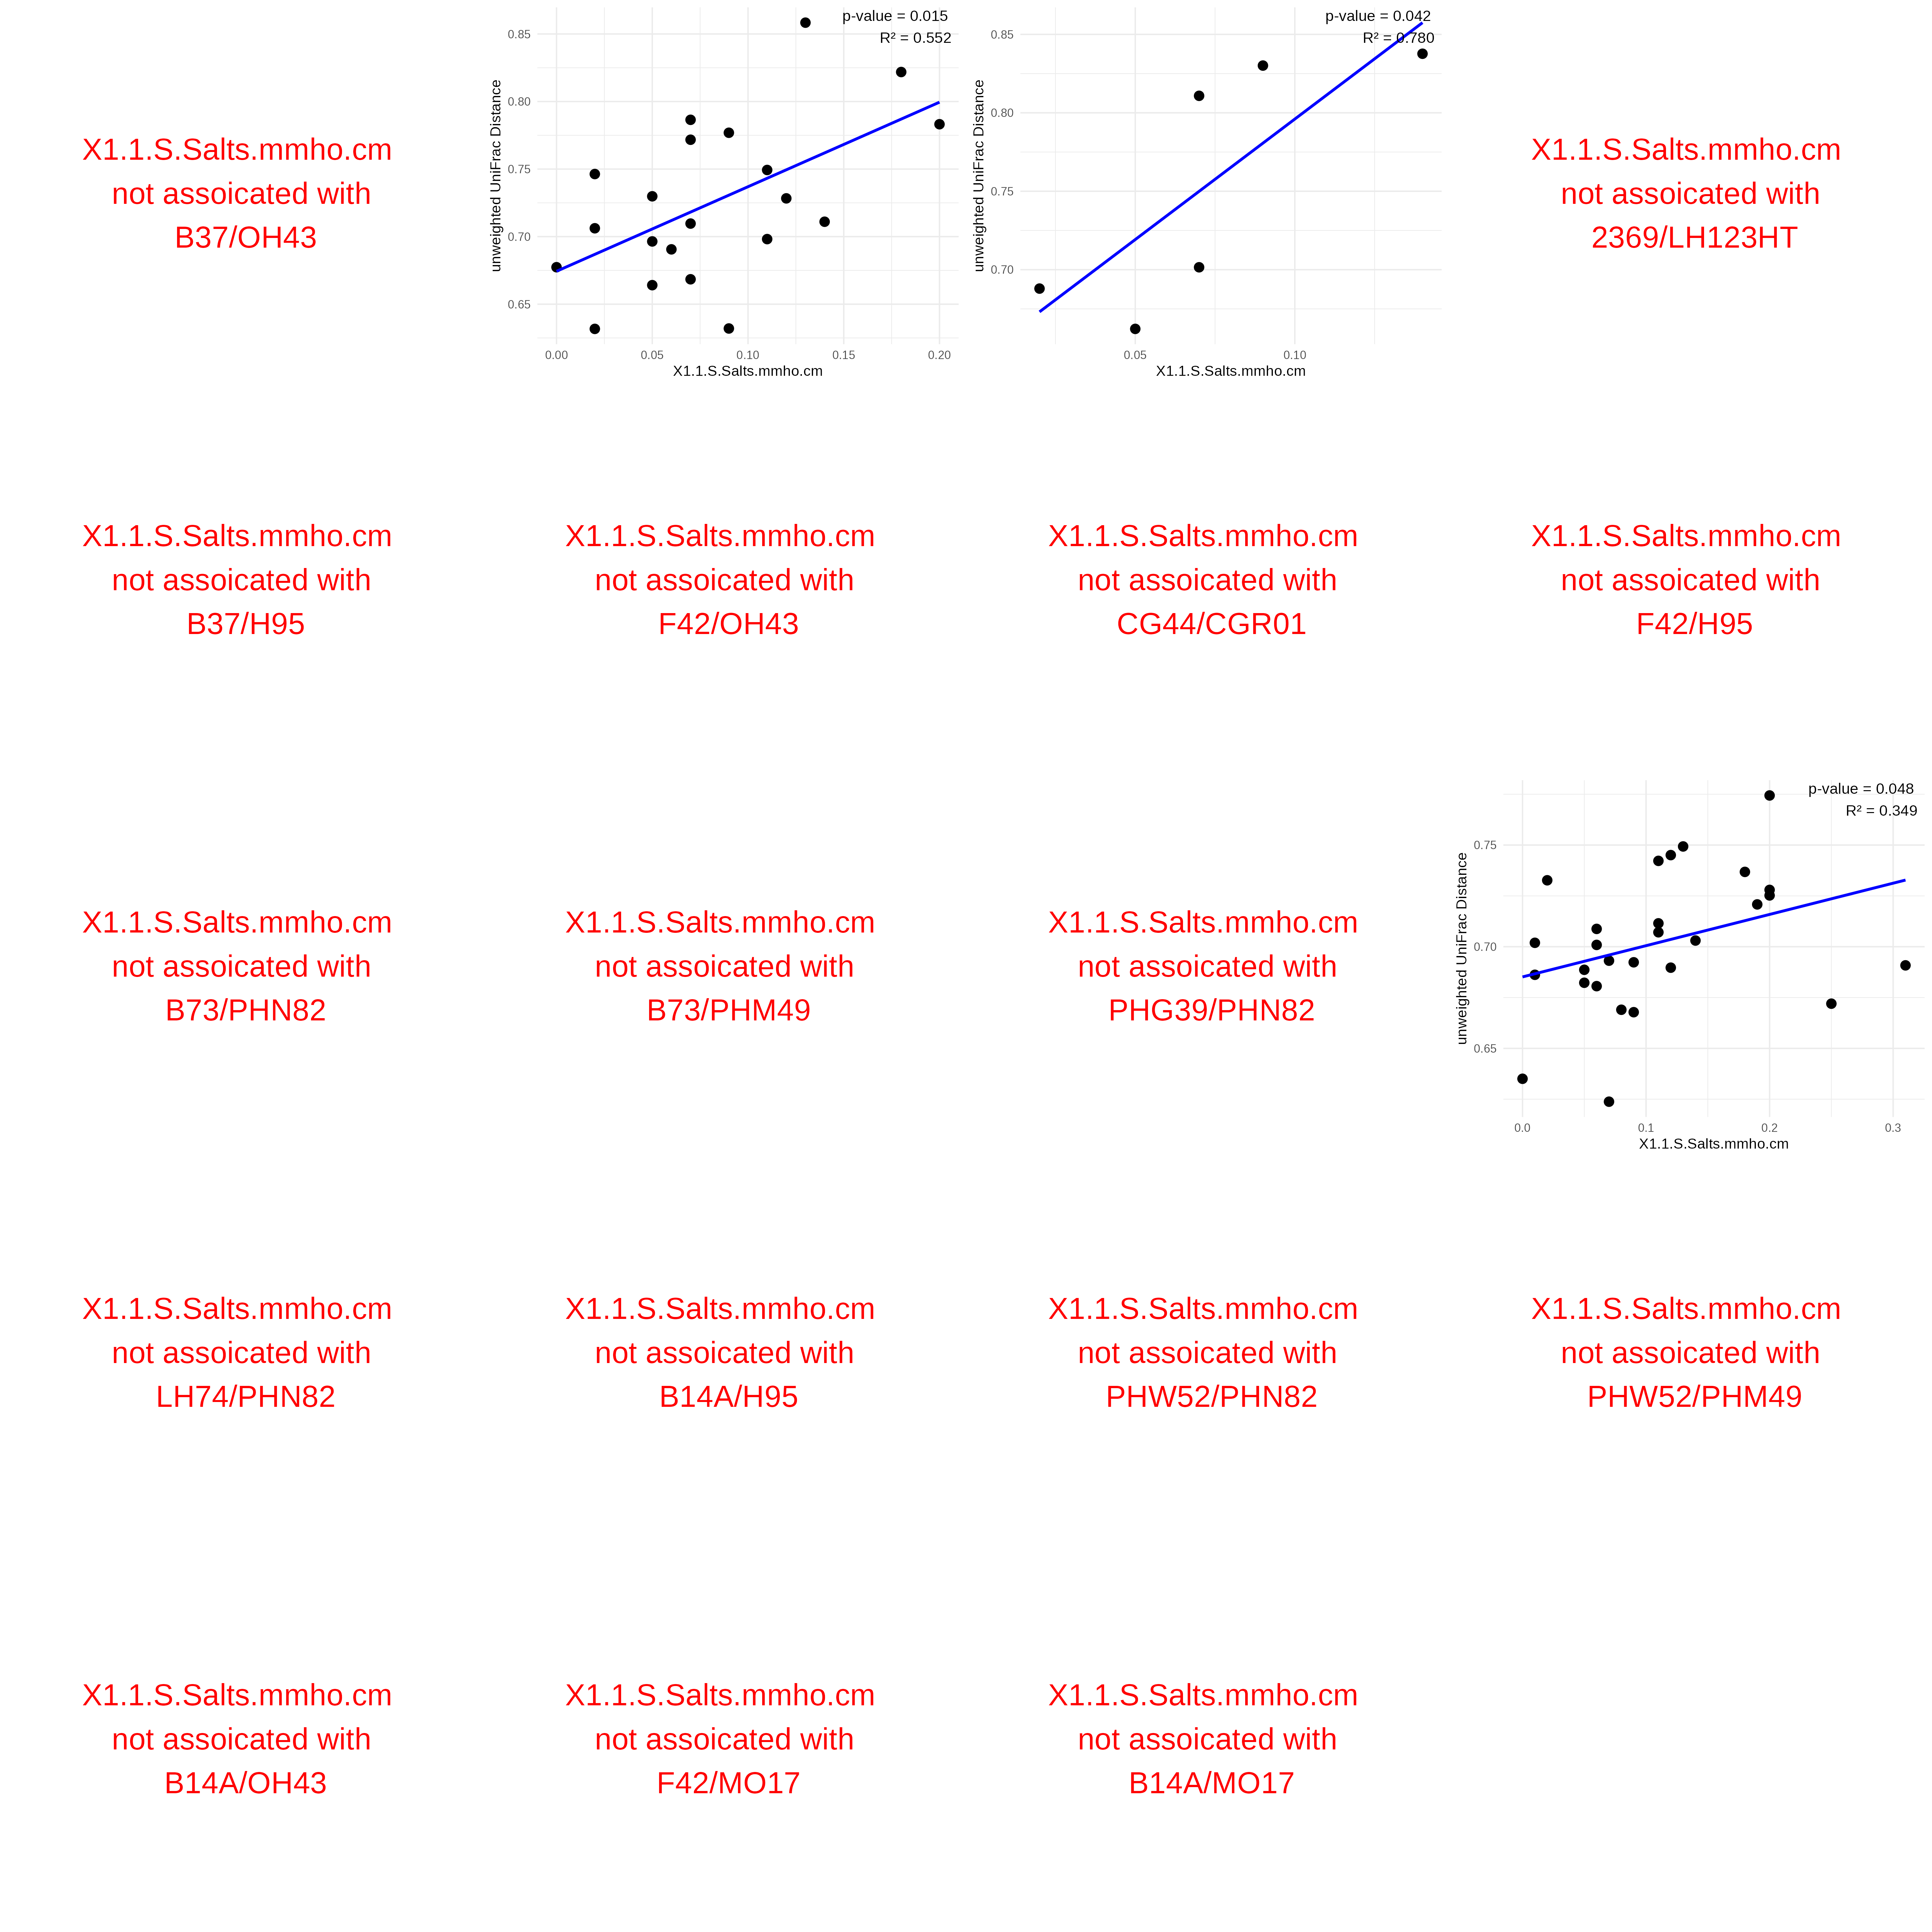 X1.1.S.Salts.mmho.cm
not assoicated with
B37/OH43
p-value = 0.015
R² = 0.552
unweighted UniFrac Distance
0.85
0.80
0.75
0.70
0.65
0.00 0.05 0.10 0.15 0.20
X1.1.S.Salts.mmho.cm
p-value = 0.042
R² = 0.780
unweighted UniFrac Distance
0.85
0.80
0.75
0.70
0.05 0.10
X1.1.S.Salts.mmho.cm
X1.1.S.Salts.mmho.cm
not assoicated with
2369/LH123HT
X1.1.S.Salts.mmho.cm
not assoicated with
B37/H95
X1.1.S.Salts.mmho.cm
not assoicated with
F42/OH43
X1.1.S.Salts.mmho.cm
not assoicated with
CG44/CGR01
X1.1.S.Salts.mmho.cm
not assoicated with
F42/H95
X1.1.S.Salts.mmho.cm
not assoicated with
B73/PHN82
X1.1.S.Salts.mmho.cm
not assoicated with
B73/PHM49
X1.1.S.Salts.mmho.cm
not assoicated with
PHG39/PHN82
p-value = 0.048
R² = 0.349
unweighted UniFrac Distance
0.75
0.70
0.65
0.0 0.1 0.2 0.3
X1.1.S.Salts.mmho.cm
X1.1.S.Salts.mmho.cm
not assoicated with
LH74/PHN82
X1.1.S.Salts.mmho.cm
not assoicated with
B14A/H95
X1.1.S.Salts.mmho.cm
not assoicated with
PHW52/PHN82
X1.1.S.Salts.mmho.cm
not assoicated with
PHW52/PHM49
X1.1.S.Salts.mmho.cm
not assoicated with
B14A/OH43
X1.1.S.Salts.mmho.cm
not assoicated with
F42/MO17
X1.1.S.Salts.mmho.cm
not assoicated with
B14A/MO17